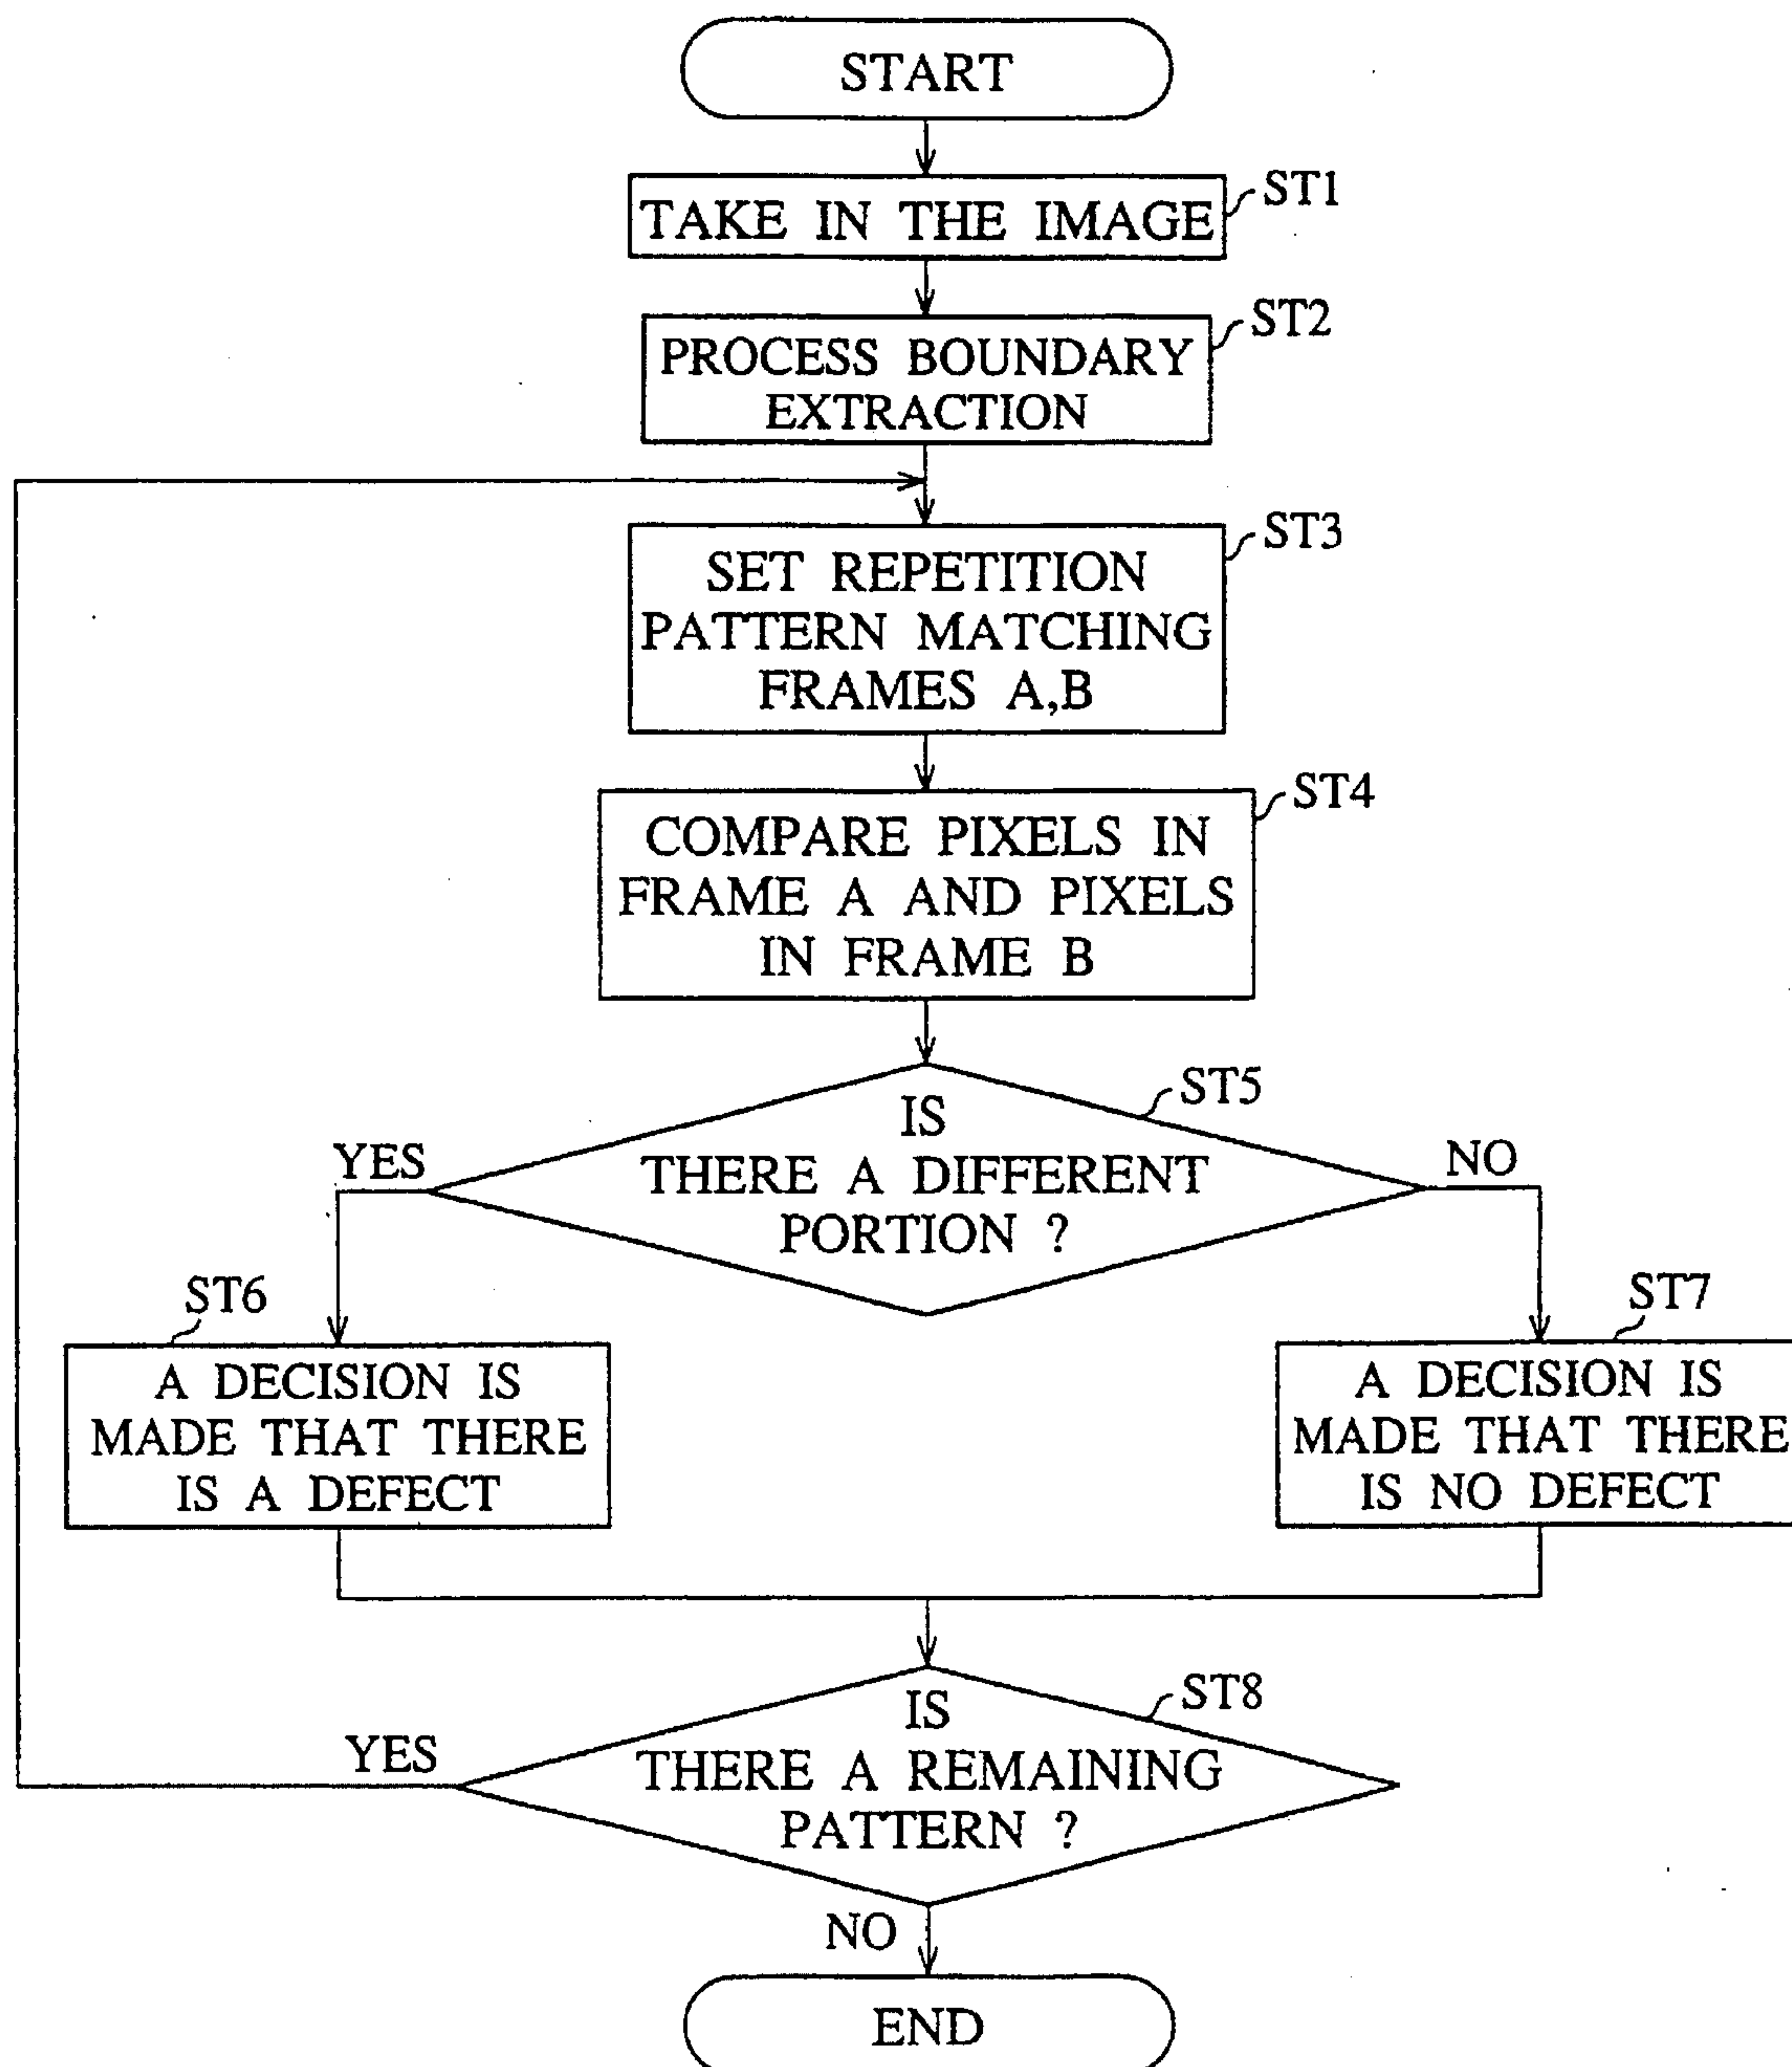 START
ST1
TAKE IN THE IMAGE
ST2
PROCESS BOUNDARY
EXTRACTION
ST3
SET REPETITION
PATTERN MATCHING
FRAMES A,B
ST4
COMPARE PIXELS IN
FRAME A AND PIXELS
IN FRAME B
ST5
IS
THERE A DIFFERENT
PORTION ?
YES
NO
ST6
A DECISION IS
MADE THAT THERE
IS A DEFECT
ST7
A DECISION IS
MADE THAT THERE
IS NO DEFECT
ST8
IS
THERE A REMAINING
PATTERN ?
YES
NO
END